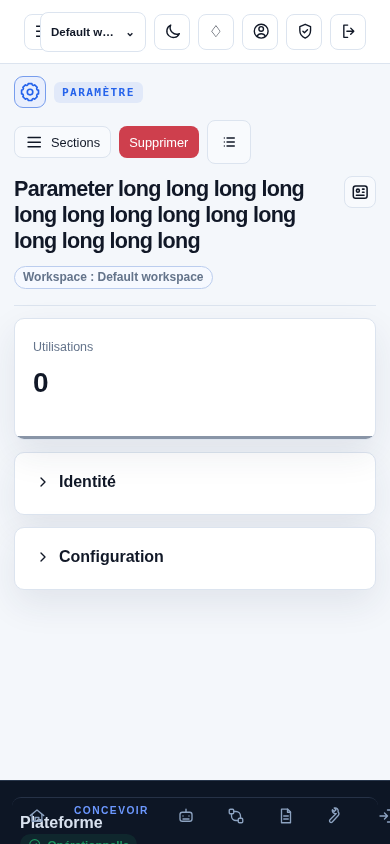 Default w...
PARAMÈTRE
Sections
Supprimer
Parameter long long long long
long long long long long long
long long long long
Workspace : Default workspace
Utilisations
0
Identité
Configuration
CONCEVOIR
Plateforme
Opérationnelle